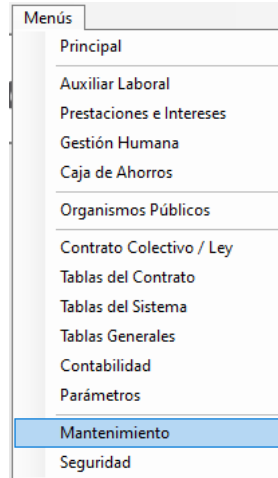 Menús
Principal
Auxiliar Laboral
Prestaciones e Intereses
Gestión Humana
Caja de Ahorros
Organismos Públicos
Contrato Colectivo / Ley
Tablas del Contrato
Tablas del Sistema
Tablas Generales
Contabilidad
Parámetros
Mantenimiento
Seguridad